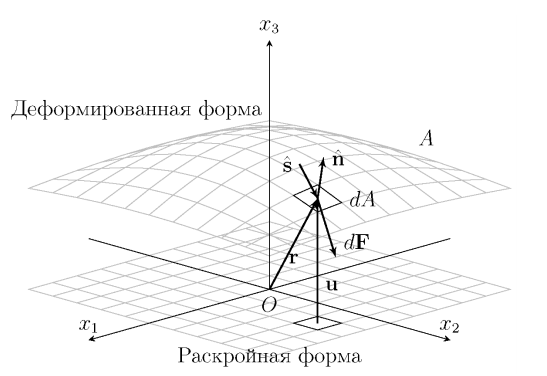 x₃
Деформированная форма
A
ŝ
n̂
dA
dF
r
u
O
x₁
x₂
Раскройная форма